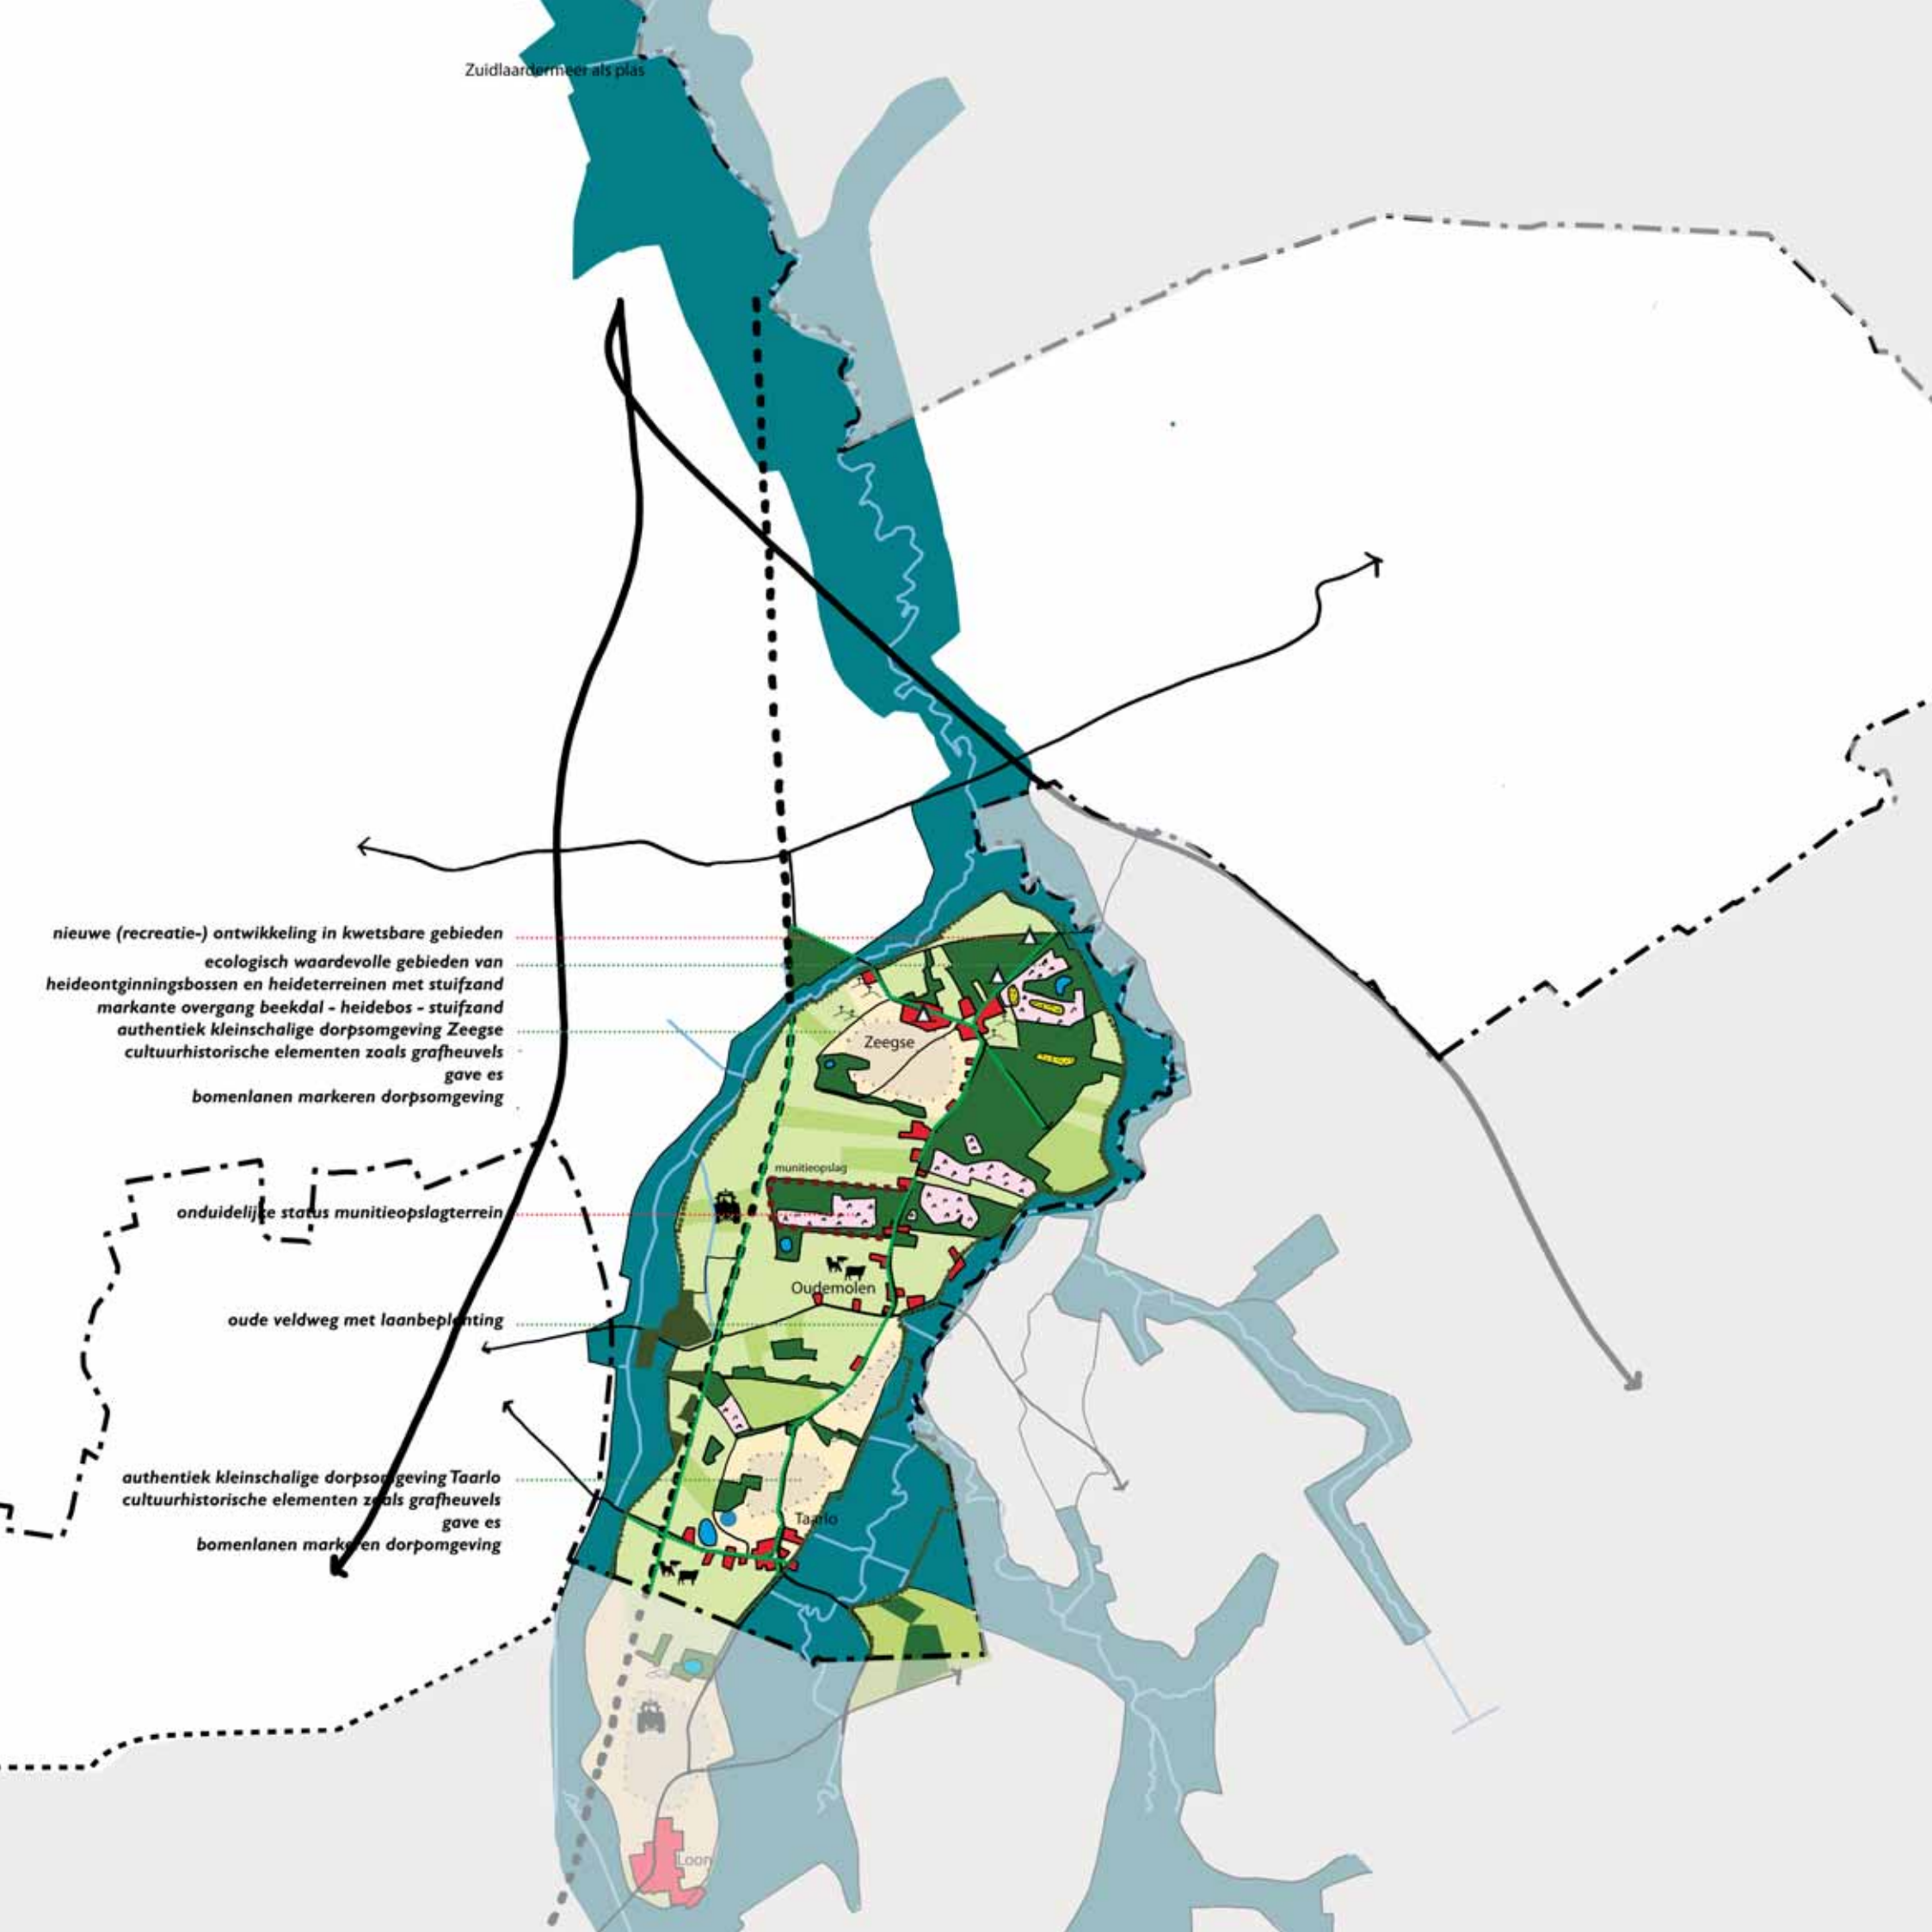 Zuidlaardermeer als plas
nieuwe (recreatie-) ontwikkeling in kwetsbare gebieden
ecologisch waardevolle gebieden van
heideontginningsbossen en heideterreinen met stuifzand
markante overgang beekdal - heidebos - stuifzand
authentiek kleinschalige dorpsomgeving Zeegse
cultuurhistorische elementen zoals grafheuvels
gave es
bomenlanen markeren dorpsomgeving
Zeegse
munitieopslag
onduidelijke status munitieopslagterrein
Oudemolen
oude veldweg met laanbeplanting
authentiek kleinschalige dorpsomgeving Taarlo
cultuurhistorische elementen zoals grafheuvels
gave es
bomenlanen markeren dorpomgeving
Taarlo
Loon